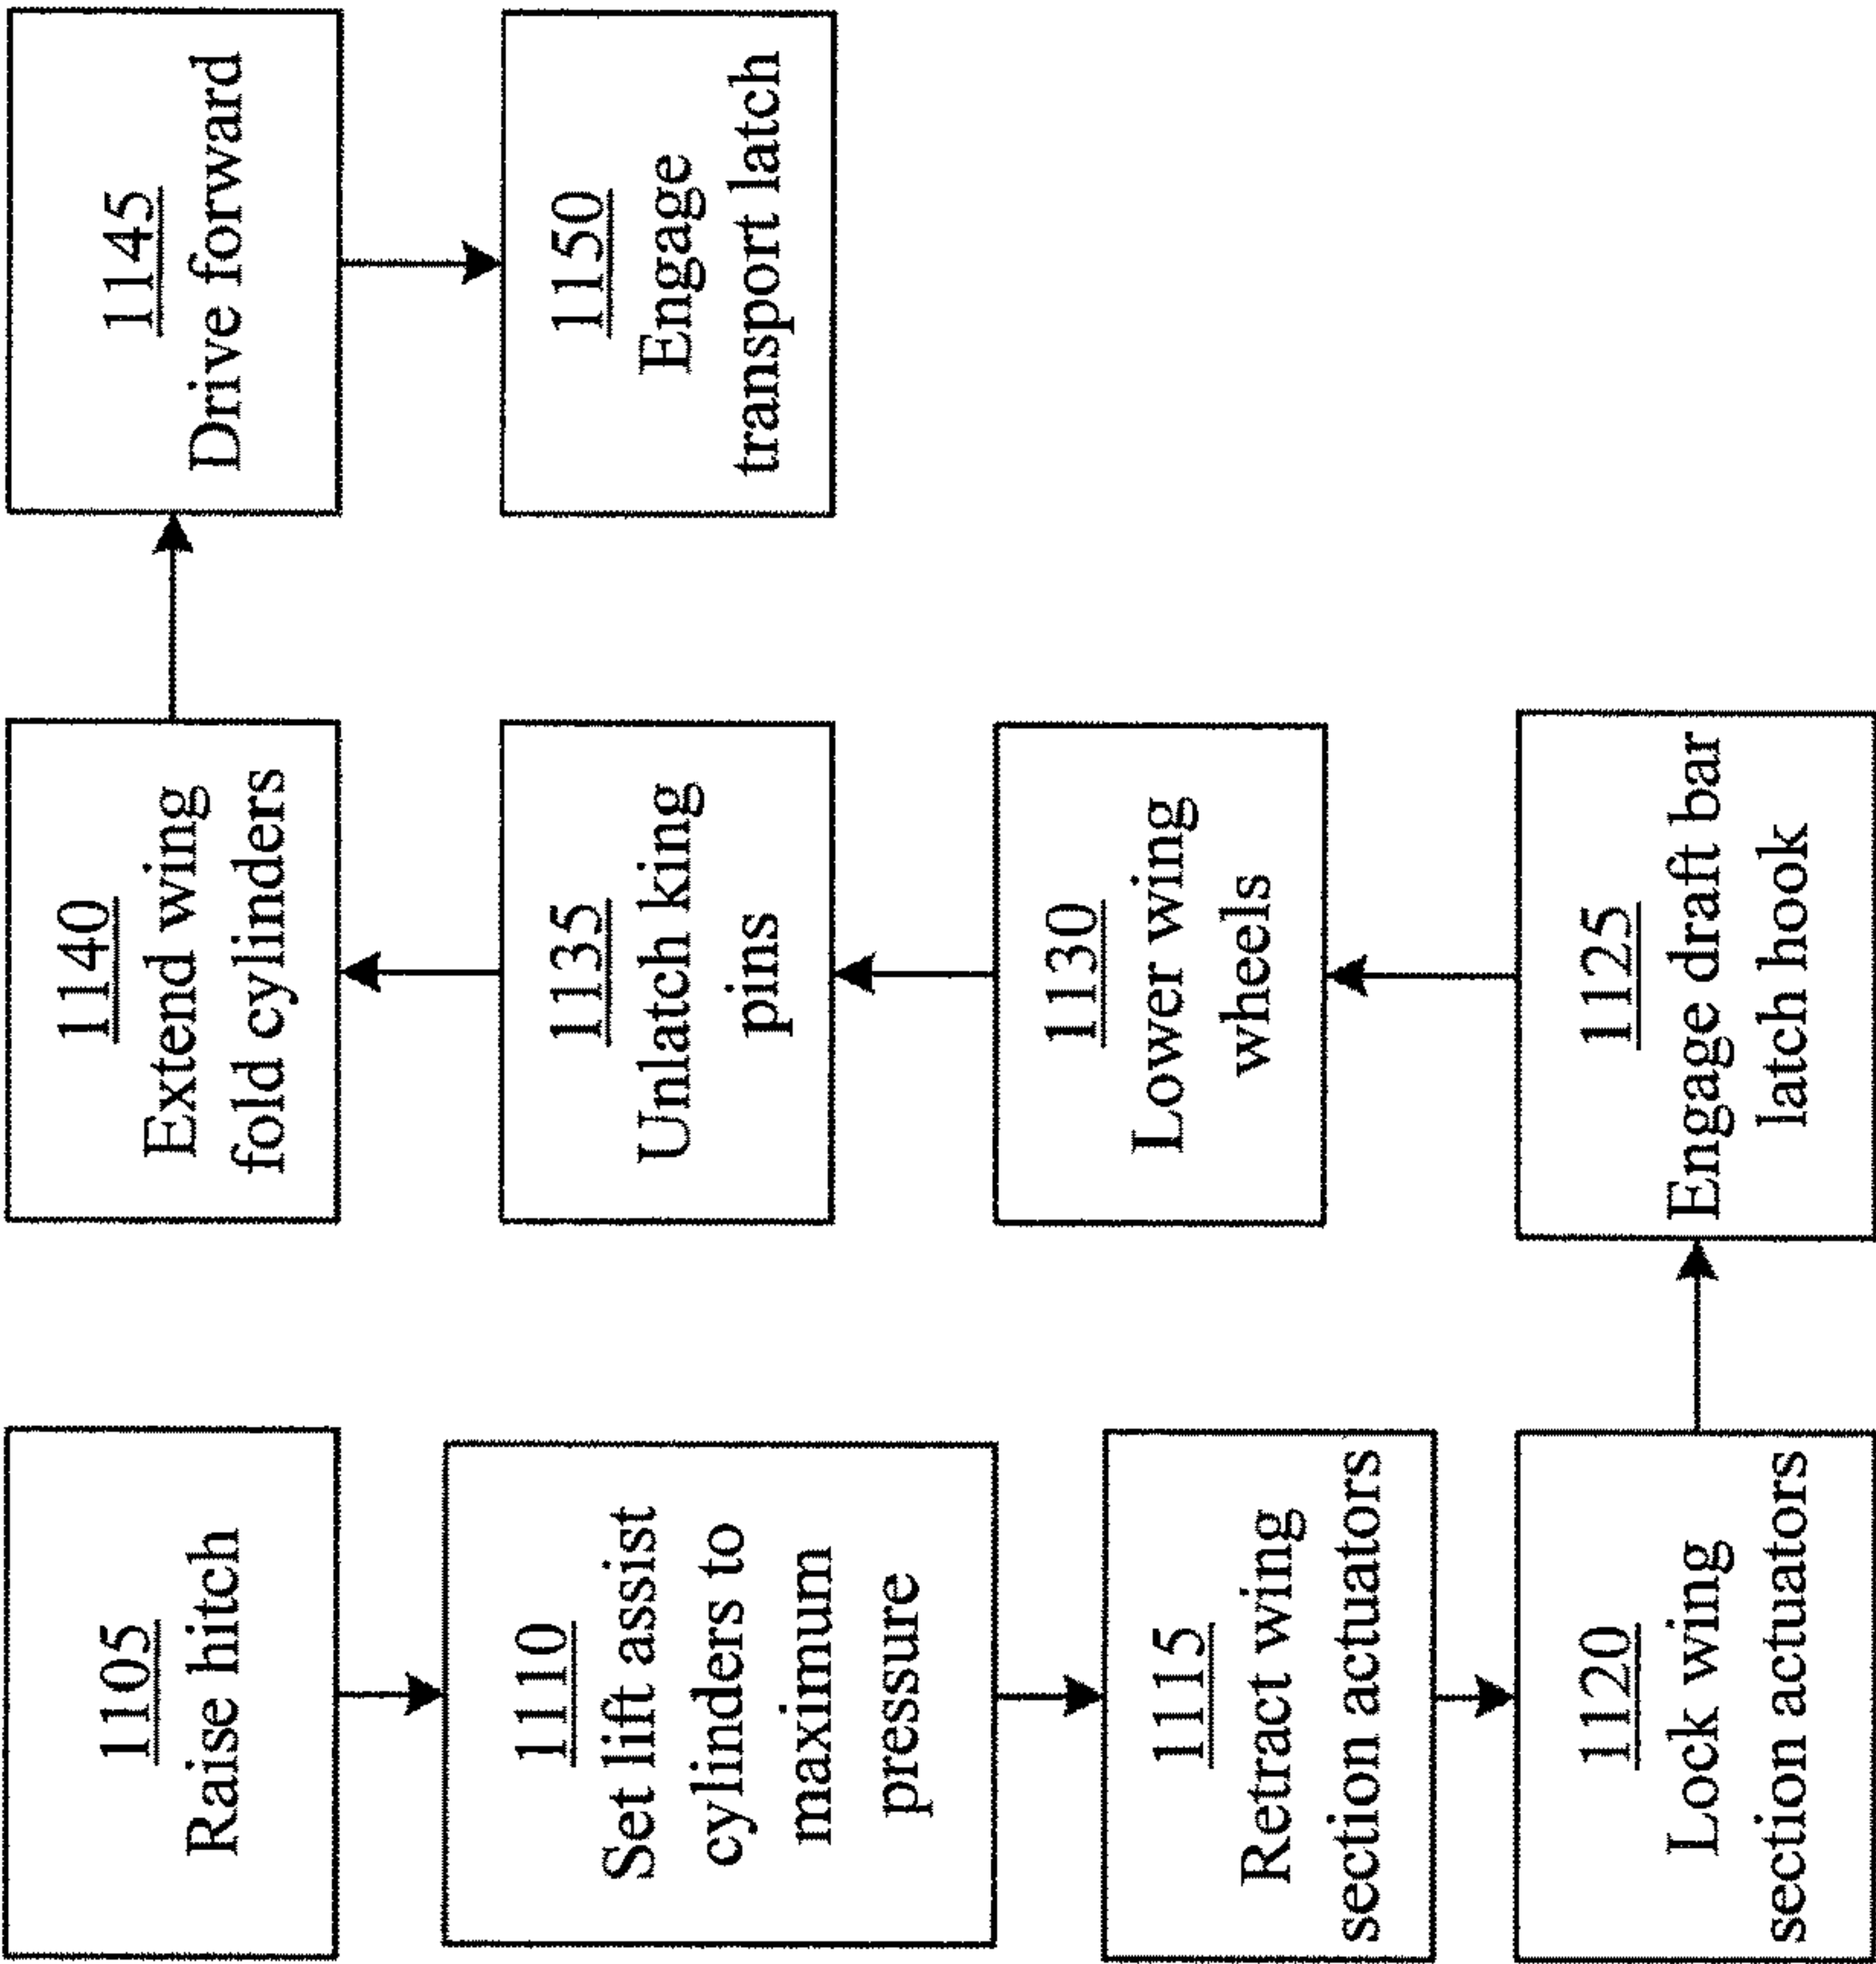 1105
Raise hitch
1110
Set lift assist
cylinders to
maximum
pressure
1115
Retract wing
section actuators
1120
Lock wing
section actuators
1125
Engage draft bar
latch hook
1130
Lower wing
wheels
1135
Unlatch king
pins
1140
Extend wing
fold cylinders
1145
Drive forward
1150
Engage
transport latch